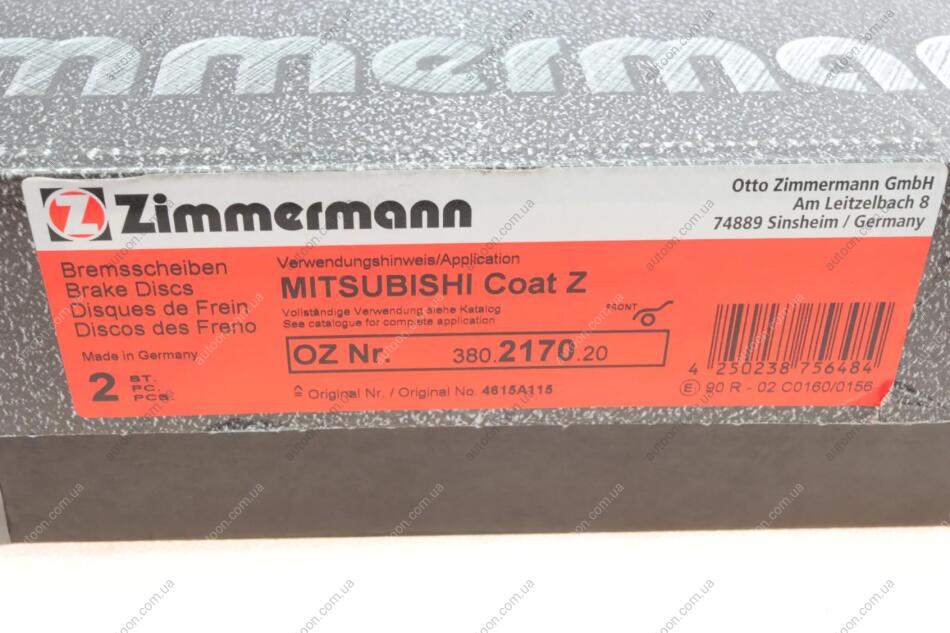 mmerma
Zimmermann
Otto Zimmermann GmbH
Am Leitzelbach 8
74889 Sinsheim / Germany
Bremsscheiben
Brake Discs
Disques de Frein
Discos des Freno
Made in Germany
2 ST.
PC.
PCS.
Verwendungshinweis/Application
MITSUBISHI Coat Z
Vollständige Verwendung siehe Katalog
See catalogue for complete application
FRONT
OZ Nr. 380.2170.20
Original Nr. / Original No. 4615A115
4 250238 756484
E 90 R - 02 C0160/0156
autoon.com.ua